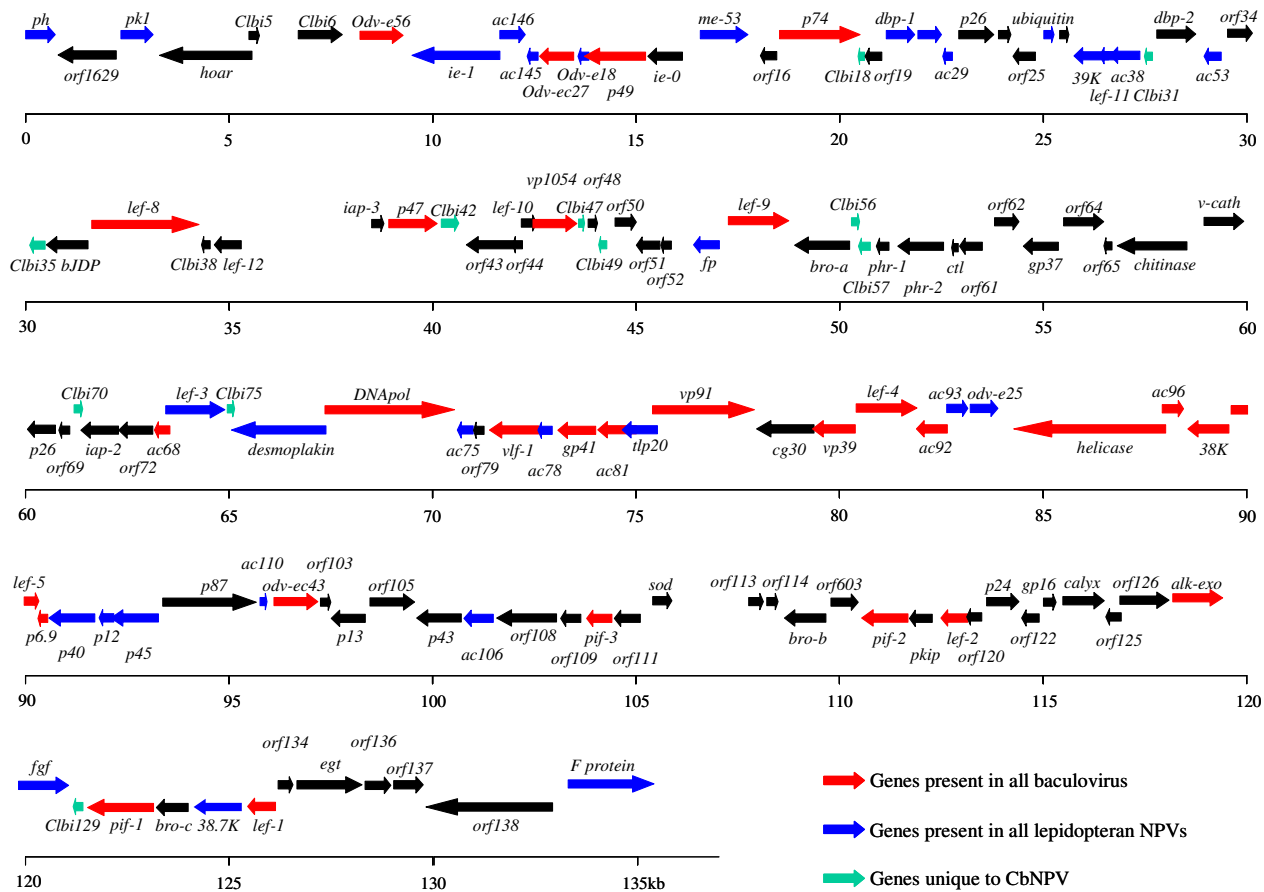 ph pk1 Clbi5 Clbi6 Odv-e56 ac146 me-53 p74 dbp-1 p26 ubiquitin dbp-2 orf34
orf1629 hoar ie-1 ac145 Odv-e18 ie-0 orf16 Clbi18 orf19 ac29 orf25 39K ac38 ac53
Odv-ec27 p49 lef-11 Clbi31
0 5 10 15 20 25 30
vp1054 orf48
lef-8 iap-3 p47 Clbi42 lef-10 Clbi47 orf50 lef-9 Clbi56 orf62 orf64 v-cath
Clbi35 bJDP Clbi38 lef-12 orf43 orf44 Clbi49 orf51 fp bro-a phr-1 ctl gp37 orf65 chitinase
orf52 Clbi57 phr-2 orf61
30 35 40 45 50 55 60
Clbi70 lef-3 Clbi75 DNApol vp91 lef-4 ac93 odv-e25 ac96
p26 iap-2 ac68 desmoplakin ac75 vlf-1 gp41 tlp20 cg30 vp39 ac92 helicase 38K
orf69 orf72 orf79 ac78 ac81
60 65 70 75 80 85 90
ac110 orf103
lef-5 p87 odv-ec43 orf105 sod orf113 orf114 orf603 p24 gp16 calyx orf126 alk-exo
p6.9 p12 p13 p43 orf108 pif-3 bro-b pif-2 lef-2 orf122 orf125
p40 p45 ac106 orf109 orf111 pkip orf120
90 95 100 105 110 115 120
orf134 orf136
fgf egt orf137 F protein
Clbi129 pif-1 bro-c 38.7K lef-1 orf138
120 125 130 135kb
Genes present in all baculovirus
Genes present in all lepidopteran NPVs
Genes unique to CbNPV